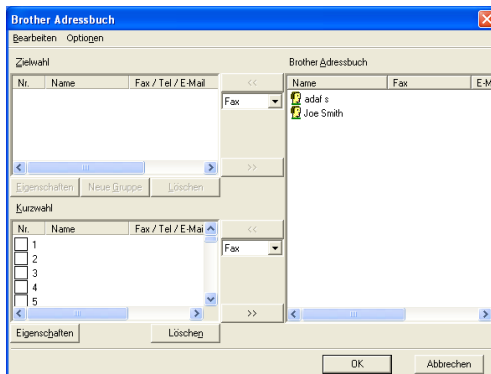 Brother Adressbuch
Bearbeiten Optionen
Zielwahl
Nr. Name Fax / Tel / E-Mail
<<
Fax
>>
Eigenschaften Neue Gruppe Löschen
Kurzwahl
Nr. Name Fax / Tel / E-Mai
1
2
3
4
5
<<
Fax
>>
Eigenschaften Löschen
Brother Adressbuch
Name Fax E-M
adaf s
Joe Smith
OK Abbrechen